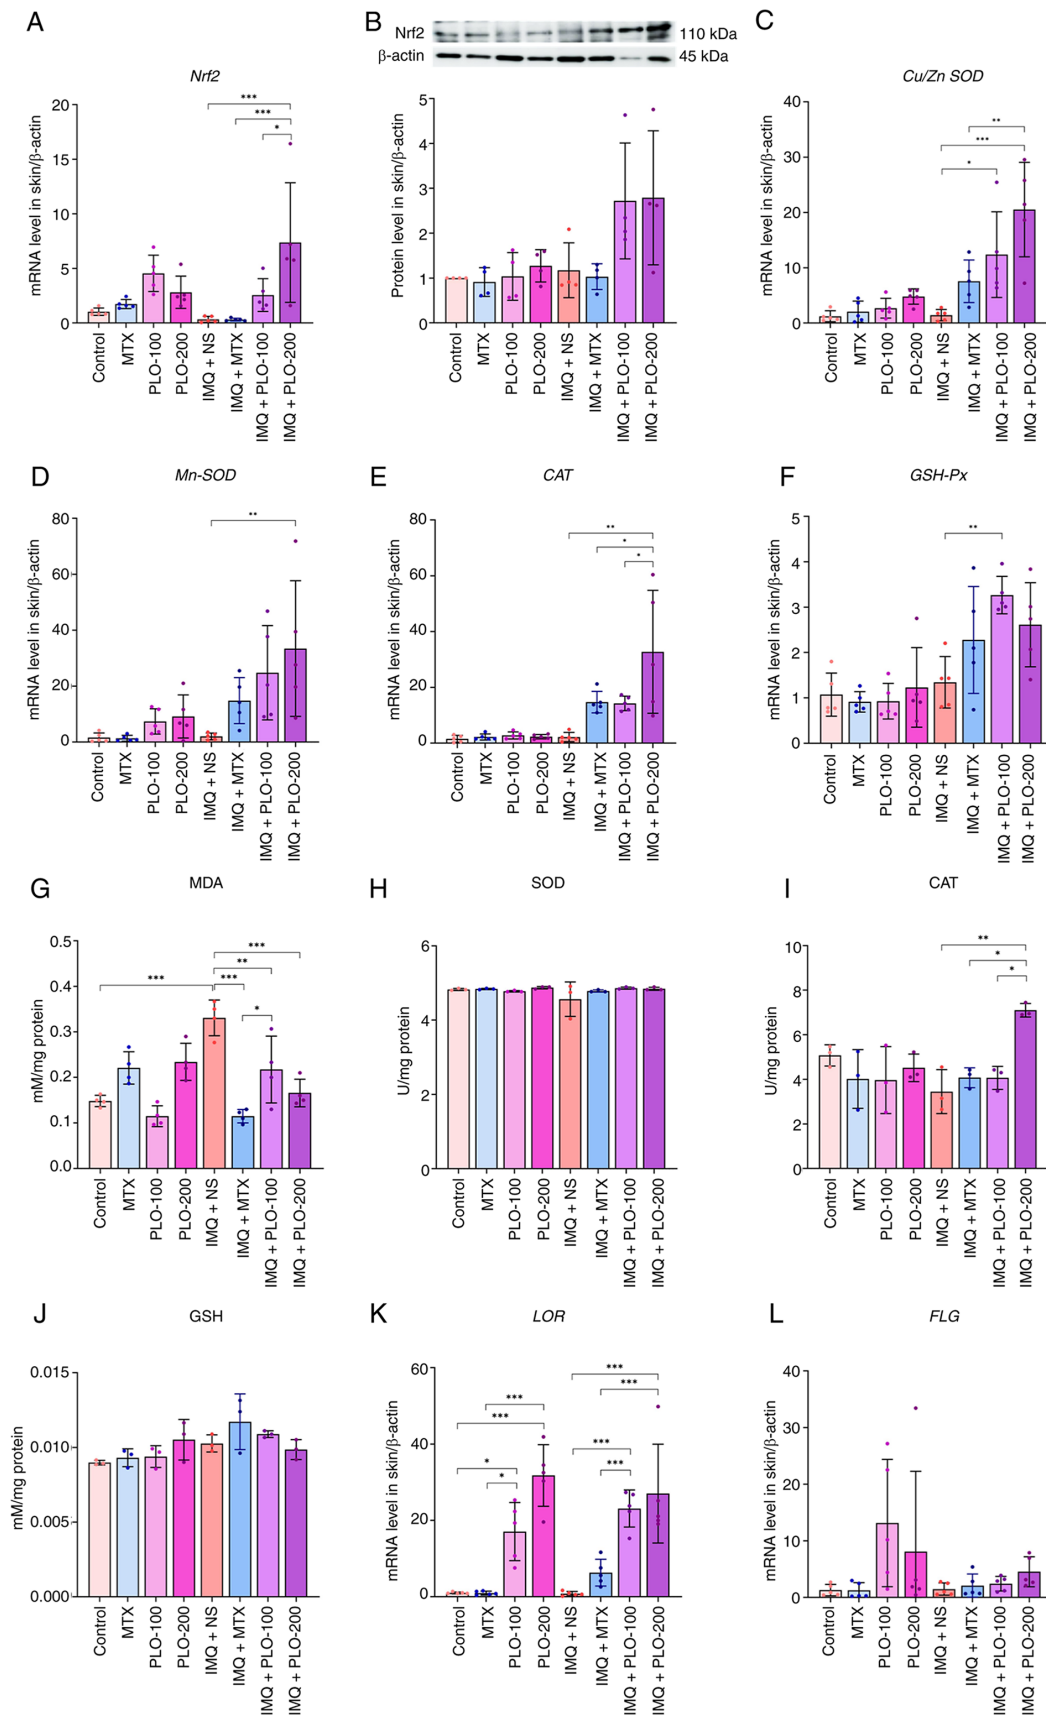 A
Nrf2
mRNA level in skin/β-actin
20
15
10
5
0
***
***
*
Control
MTX
PLO-100
PLO-200
IMQ + NS
IMQ + MTX
IMQ + PLO-100
IMQ + PLO-200
B
Nrf2
110 kDa
β-actin
45 kDa
Protein level in skin/β-actin
5
4
3
2
1
0
Control
MTX
PLO-100
PLO-200
IMQ + NS
IMQ + MTX
IMQ + PLO-100
IMQ + PLO-200
C
Cu/Zn SOD
mRNA level in skin/β-actin
40
30
20
10
0
**
***
*
Control
MTX
PLO-100
PLO-200
IMQ + NS
IMQ + MTX
IMQ + PLO-100
IMQ + PLO-200
D
Mn-SOD
mRNA level in skin/β-actin
80
60
40
20
0
**
Control
MTX
PLO-100
PLO-200
IMQ + NS
IMQ + MTX
IMQ + PLO-100
IMQ + PLO-200
E
CAT
mRNA level in skin/β-actin
80
60
40
20
0
**
*
*
Control
MTX
PLO-100
PLO-200
IMQ + NS
IMQ + MTX
IMQ + PLO-100
IMQ + PLO-200
F
GSH-Px
mRNA level in skin/β-actin
5
4
3
2
1
0
**
Control
MTX
PLO-100
PLO-200
IMQ + NS
IMQ + MTX
IMQ + PLO-100
IMQ + PLO-200
G
MDA
mM/mg protein
0.5
0.4
0.3
0.2
0.1
0.0
***
**
***
***
*
Control
MTX
PLO-100
PLO-200
IMQ + NS
IMQ + MTX
IMQ + PLO-100
IMQ + PLO-200
H
SOD
U/mg protein
6
4
2
0
Control
MTX
PLO-100
PLO-200
IMQ + NS
IMQ + MTX
IMQ + PLO-100
IMQ + PLO-200
I
CAT
U/mg protein
10
8
6
4
2
0
**
*
*
Control
MTX
PLO-100
PLO-200
IMQ + NS
IMQ + MTX
IMQ + PLO-100
IMQ + PLO-200
J
GSH
mM/mg protein
0.015
0.010
0.005
0.000
Control
MTX
PLO-100
PLO-200
IMQ + NS
IMQ + MTX
IMQ + PLO-100
IMQ + PLO-200
K
LOR
mRNA level in skin/β-actin
60
40
20
0
***
***
***
***
***
*
***
*
Control
MTX
PLO-100
PLO-200
IMQ + NS
IMQ + MTX
IMQ + PLO-100
IMQ + PLO-200
L
FLG
mRNA level in skin/β-actin
40
30
20
10
0
Control
MTX
PLO-100
PLO-200
IMQ + NS
IMQ + MTX
IMQ + PLO-100
IMQ + PLO-200